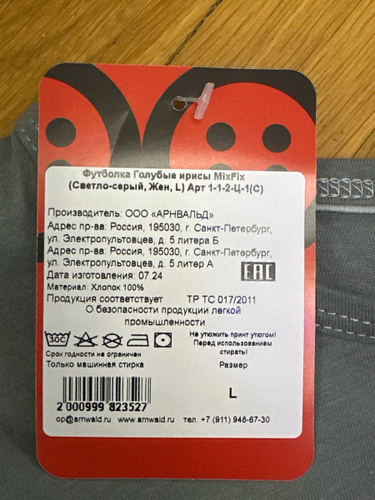 Футболка Голубые ирисы MixFix
(Светло-серый, Жен, L) Арт 1-1-2-Ц-1(С)
Производитель: ООО «АРНВАЛЬД»
Адрес пр-ва: Россия, 195030, г. Санкт-Петербург,
ул. Электропультовцев, д. 5 литера Б
Адрес пр-ва: Россия, 195030, г. Санкт-Петербург,
ул. Электропультовцев, д. 5 литер А
Дата изготовления: 07 24
EAC
Материал: Хлопок 100%
Продукция соответствует ТР ТС 017/2011
О безопасности продукции легкой
промышленности
Не утюжить принт утюгом!
Перед использованием
стирать!
Срок годности не ограничен
Только машинная стирка
Размер
L
2 000999 823527
op@arnwald.ru www.arnwald.ru тел. +7 (911) 948-67-30